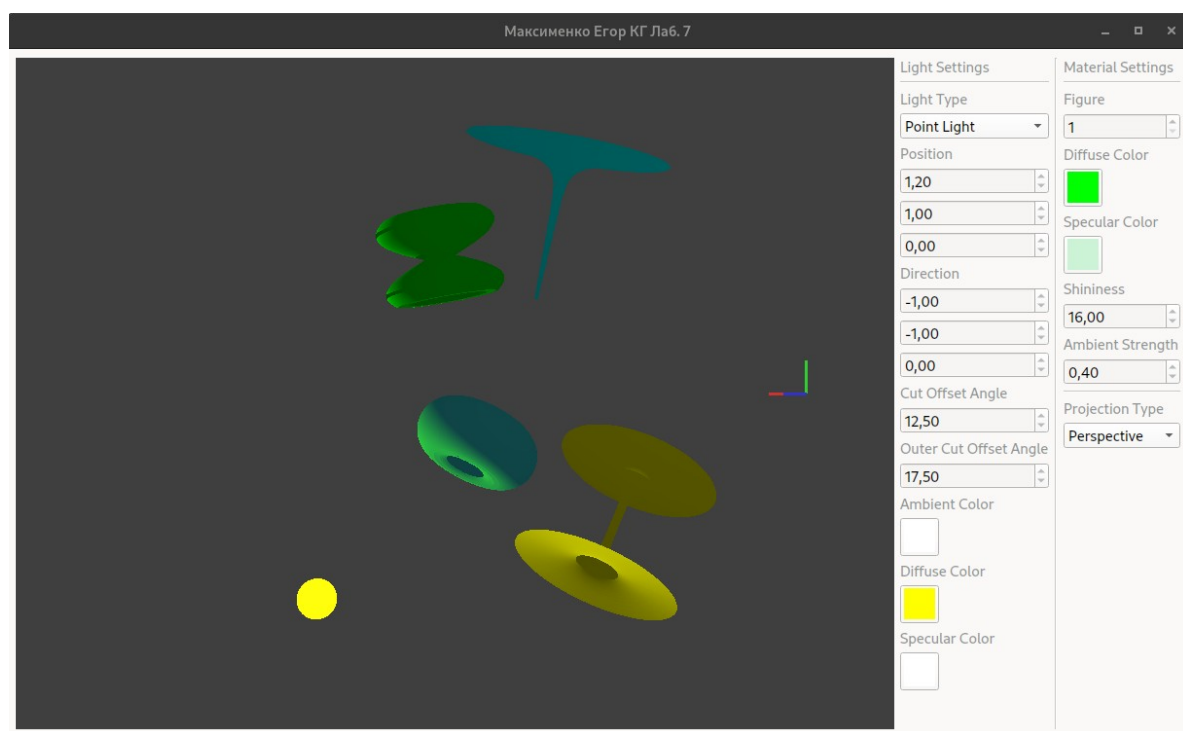 Максименко Егор КГ Лаб. 7
Light Settings
Light Type
Point Light
Position
1,20
1,00
0,00
Direction
-1,00
-1,00
0,00
Cut Offset Angle
12,50
Outer Cut Offset Angle
17,50
Ambient Color
Diffuse Color
Specular Color
Material Settings
Figure
1
Diffuse Color
Specular Color
Shininess
16,00
Ambient Strength
0,40
Projection Type
Perspective